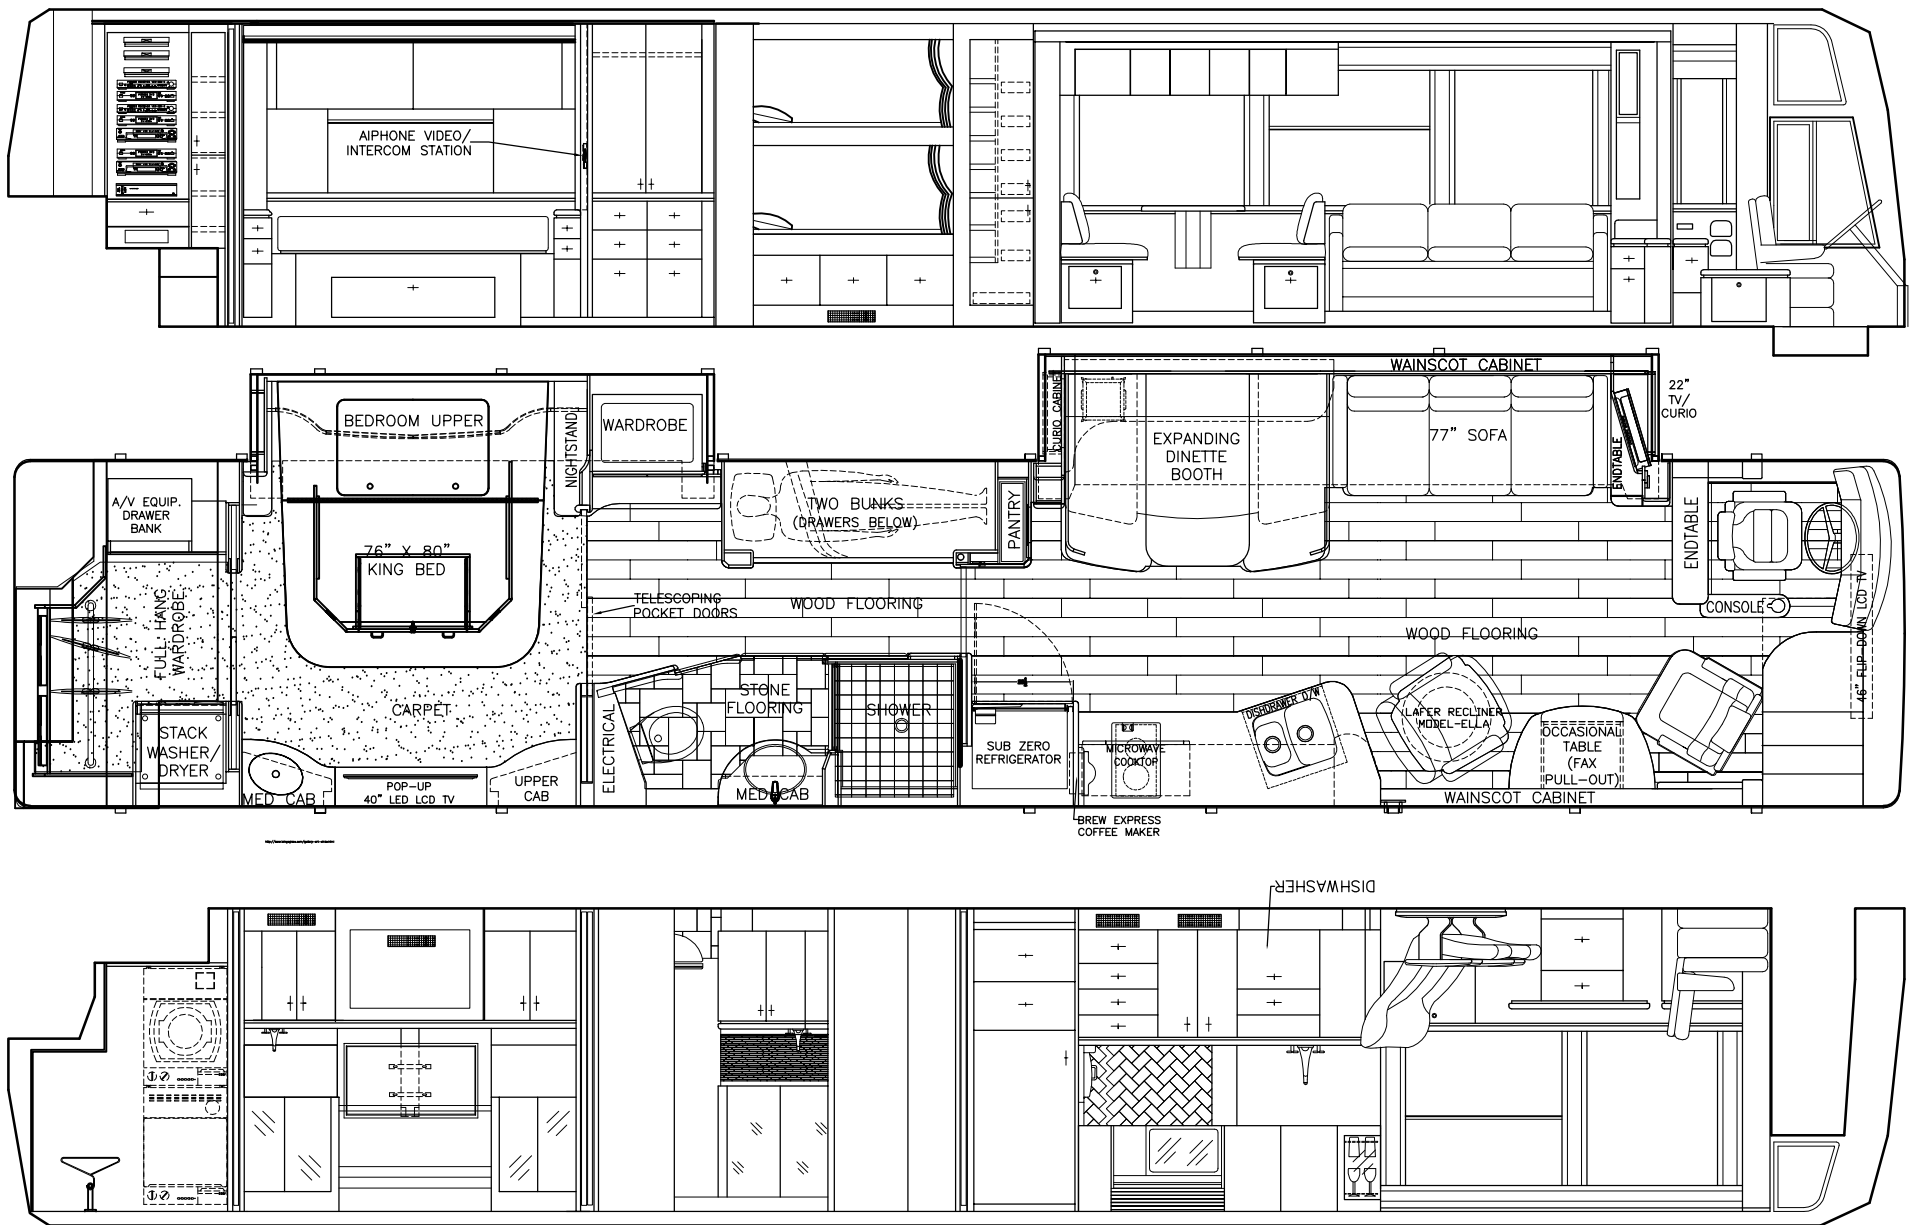 AIPHONE VIDEO/
INTERCOM STATION
WAINSCOT CABINET
22"
TV/
CURIO
BEDROOM UPPER
NIGHTSTAND
WARDROBE
CURIO CABINET
EXPANDING
DINETTE
BOOTH
77" SOFA
ENDTABLE
A/V EQUIP.
DRAWER
BANK
TWO BUNKS
(DRAWERS BELOW)
PANTRY
ENDTABLE
76" X 80"
KING BED
FULL HANG
WARDROBE
TELESCOPING
POCKET DOORS
WOOD FLOORING
CONSOLE
46" FLIP-DOWN LCD TV
WOOD FLOORING
CARPET
STONE
FLOORING
SHOWER
ELECTRICAL
DISHDRAWER D/W
LAFER RECLINER
MODEL-ELLA
STACK
WASHER/
DRYER
SUB ZERO
REFRIGERATOR
MICROWAVE
COOKTOP
OCCASIONAL
TABLE
(FAX
PULL-OUT)
MED CAB
POP-UP
40" LED LCD TV
UPPER
CAB
MED CAB
WAINSCOT CABINET
BREW EXPRESS
COFFEE MAKER
DISHWASHER